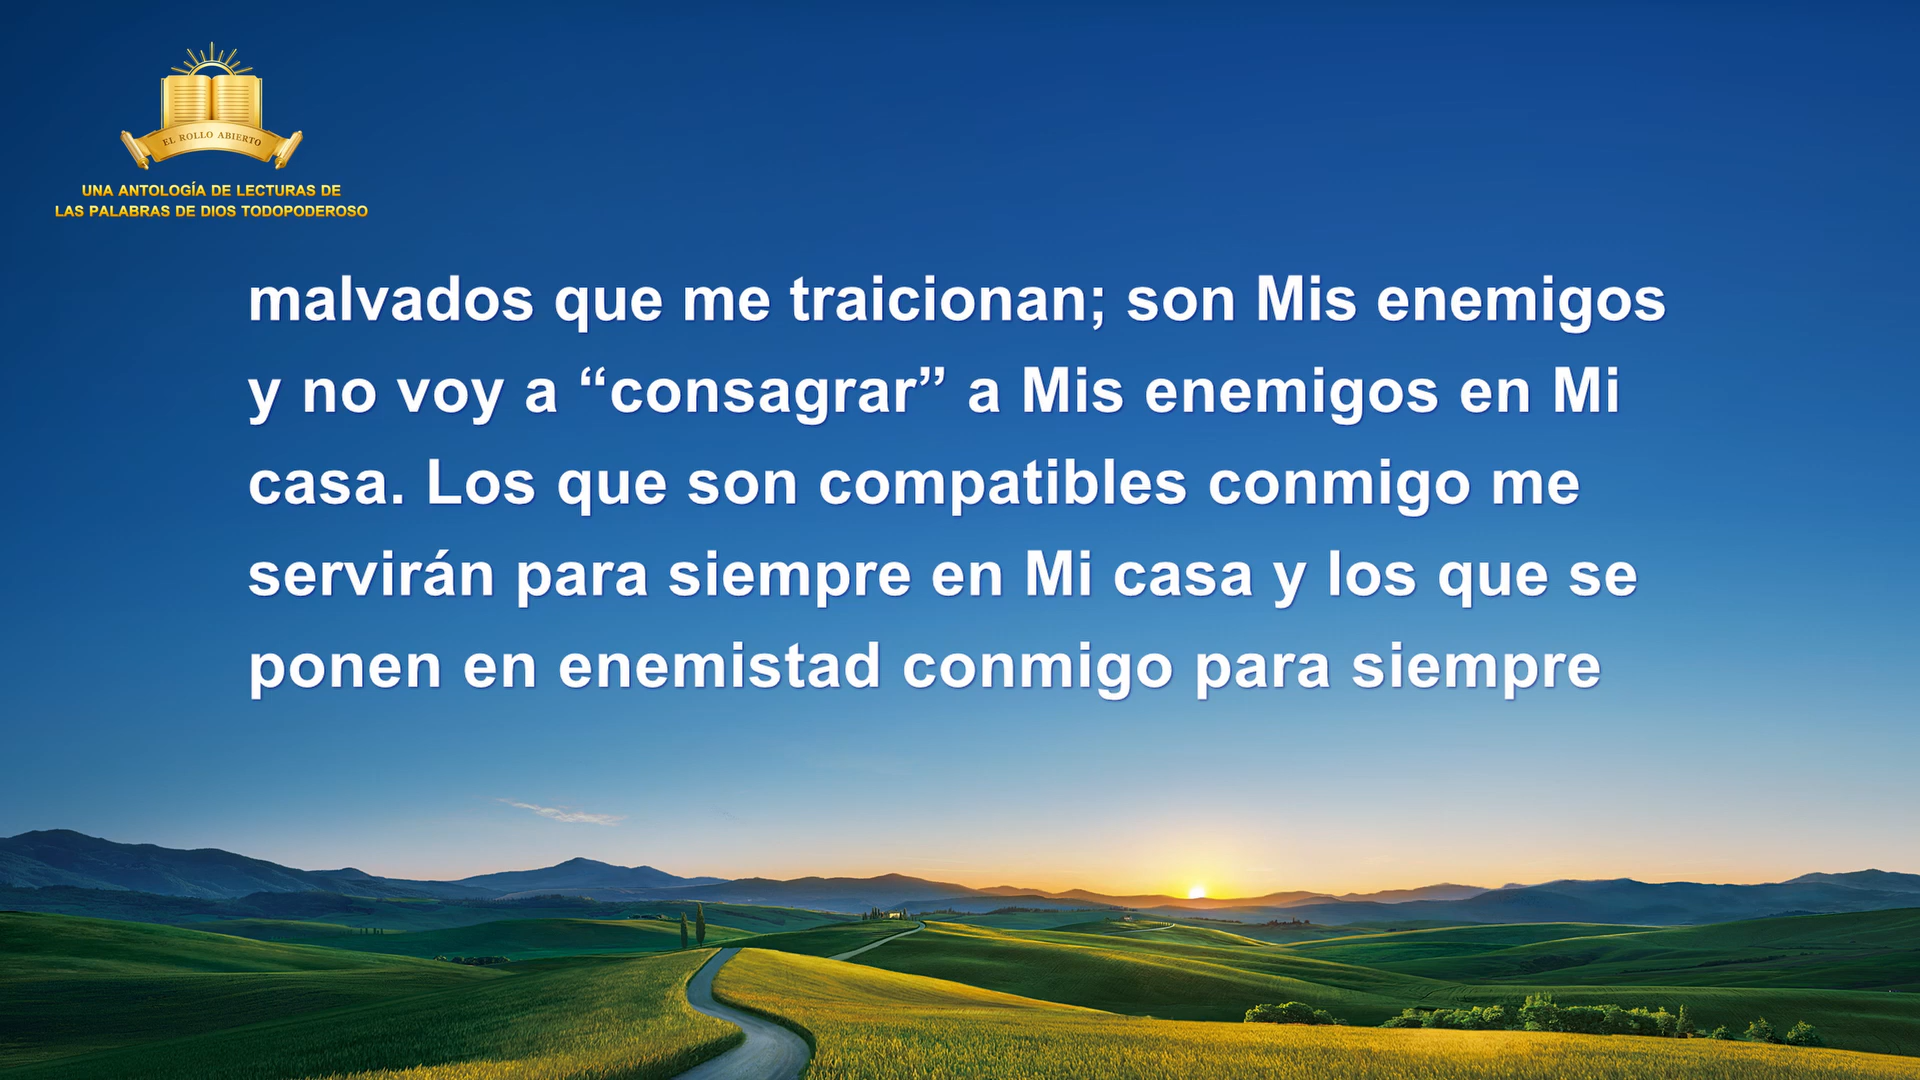 EL ROLLO ABIERTO
UNA ANTOLOGÍA DE LECTURAS DE
LAS PALABRAS DE DIOS TODOPODEROSO
malvados que me traicionan; son Mis enemigos
y no voy a “consagrar” a Mis enemigos en Mi
casa. Los que son compatibles conmigo me
servirán para siempre en Mi casa y los que se
ponen en enemistad conmigo para siempre